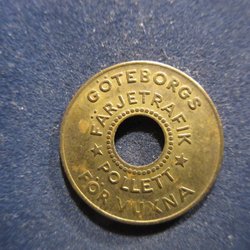 GÖTEBORGS
FÄRJETRAFIK
POLLETT
FÖR VUXNA